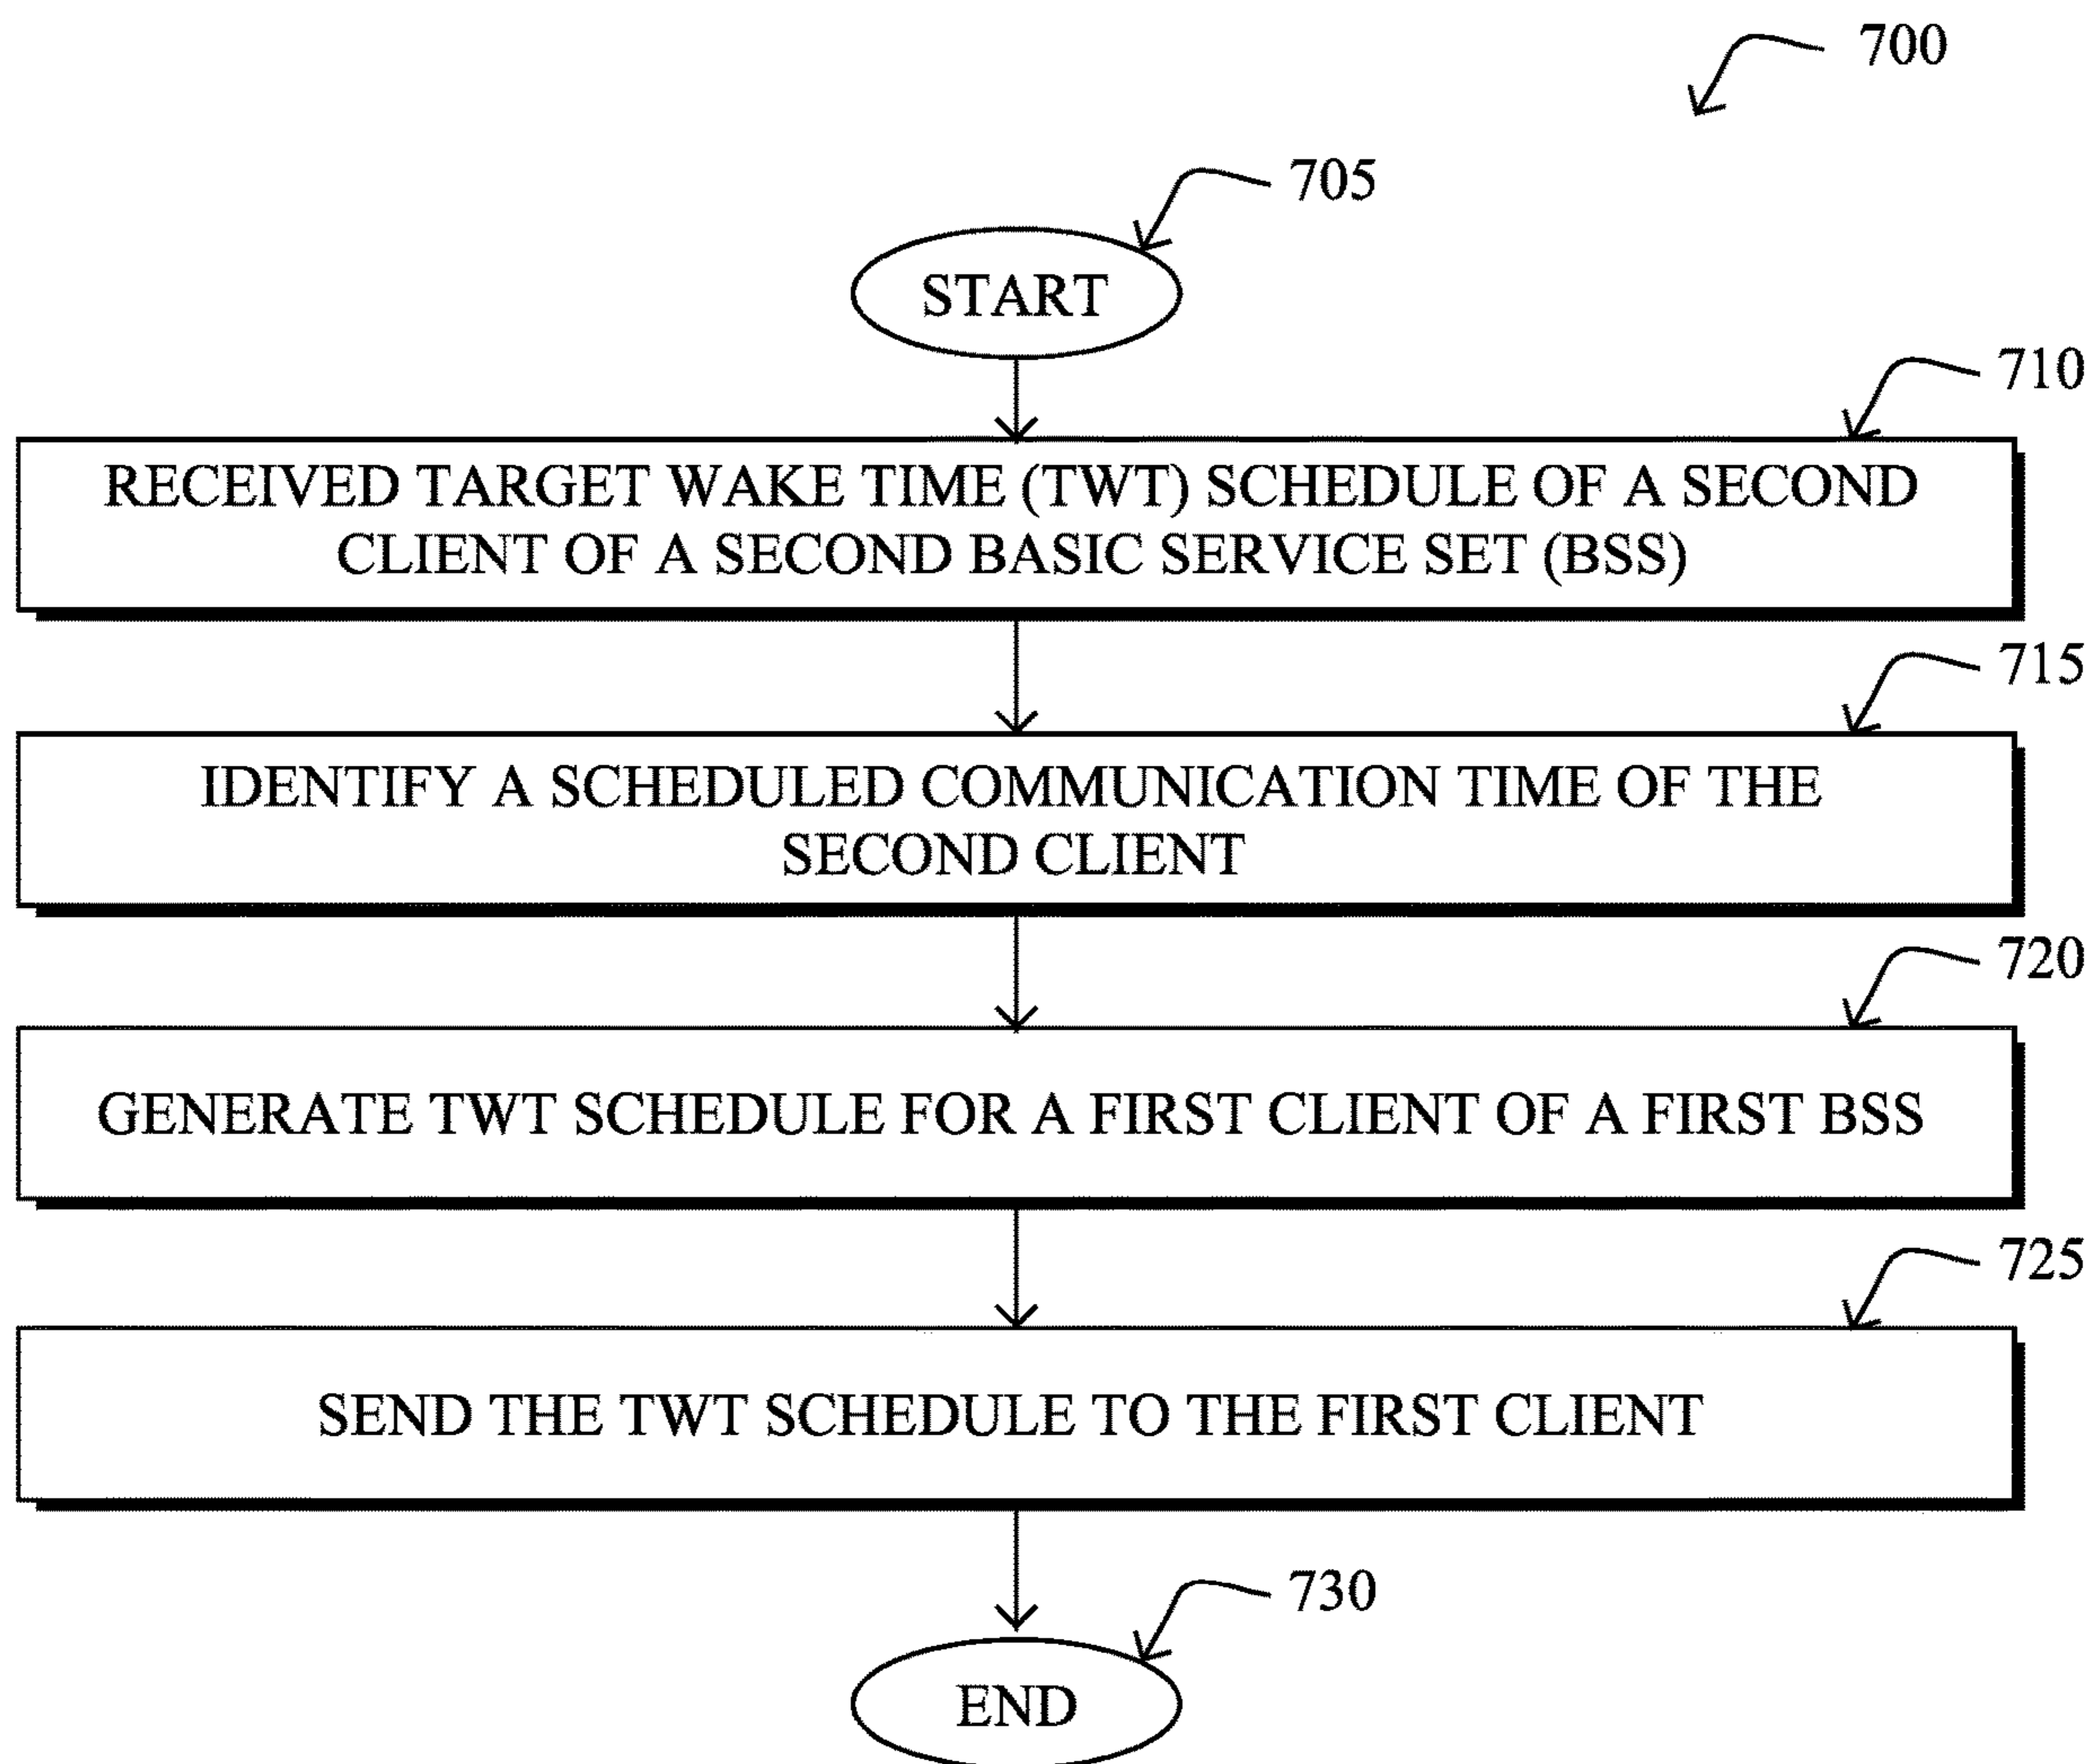 700
705
START
710
RECEIVED TARGET WAKE TIME (TWT) SCHEDULE OF A SECOND
CLIENT OF A SECOND BASIC SERVICE SET (BSS)
715
IDENTIFY A SCHEDULED COMMUNICATION TIME OF THE
SECOND CLIENT
720
GENERATE TWT SCHEDULE FOR A FIRST CLIENT OF A FIRST BSS
725
SEND THE TWT SCHEDULE TO THE FIRST CLIENT
730
END